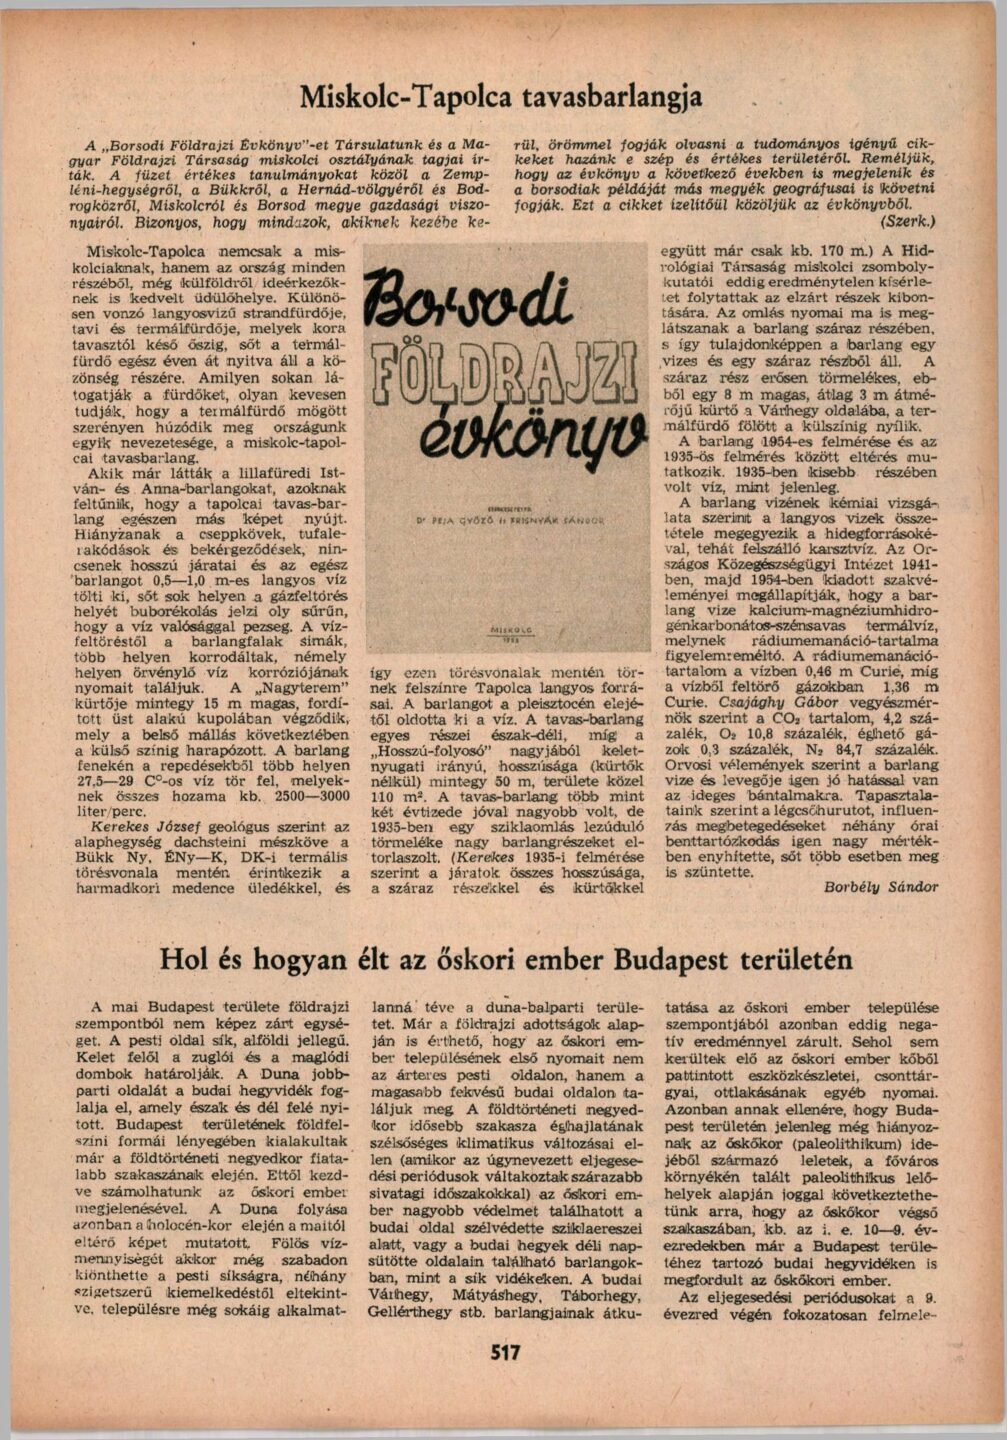 Miskolc-Tapolca tavasbarlangja
A „Borsodi Földrajzi Évkönyv"-et Társulatunk és a Ma-
gyar Földrajzi Társaság miskolci osztályának tagjai ír-
ták. A füzet értékes tanulmányokat közöl a Zemp-
léni-hegységről, a Bükkről, a Hernád-völgyéről és Bod-
rogközről, Miskolcról és Borsod megye gazdasági viszo-
nyairól. Bizonyos, hogy mindazok, akiknek kezébe ke-
rül, örömmel fogják olvasni a tudományos igényű cik-
keket hazánk e szép és értékes területéről. Reméljük,
hogy az évkönyv a következő években is megjelenik és
a borsodiak példáját más megyék geográfusai is követni
fogják. Ezt a cikket ízelítőül közöljük az évkönyvből.
(Szerk.)
Miskolc-Tapolca nemcsak a mis-
kolciaknak, hanem az ország minden
részéből, még külföldről ideérkezők-
nek is kedvelt üdülőhelye. Különö-
sen vonzó langyosvizű strandfürdője,
tavi és termálfürdője, melyek kora
tavasztól késő őszig, sőt a termál-
fürdő egész éven át nyitva áll a kö-
zönség részére. Amilyen sokan lá-
togatják a fürdőket, olyan kevesen
tudják, hogy a termálfürdő mögött
szerényen húzódik meg országunk
egyik nevezetesége, a miskolc-tapol-
cai tavasbarlang.
Akik már látták a lillafüredi Ist-
ván- és Anna-barlangokat, azoknak
feltűnik, hogy a tapolcai tavas-bar-
lang egészen más képet nyújt.
Hiányzanak a cseppkövek, tufale-
rakódások és bekérgeződések, nin-
csenek hosszú járatai és az egész
barlangot 0,5—1,0 m-es langyos víz
tölti ki, sőt sok helyen a gázfeltörés
helyét buborékolás jelzi oly sűrűn,
hogy a víz valósággal pezseg. A víz-
feltöréstől a barlangfalak simák,
több helyen korrodáltak, némely
helyen örvénylő víz korróziójának
nyomait találjuk. A „Nagyterem"
kürtője mintegy 15 m magas, fordí-
tott üst alakú kupolában végződik,
mely a belső mállás következtében
a külső színig harapózott. A barlang
fenekén a repedésekből több helyen
27,5—29 C°-os víz tör fel, melyek-
nek összes hozama kb. 2500—3000
liter/perc.
Kerekes József geológus szerint az
alaphegység dachsteini mészköve a
Bükk Ny, ÉNy—K, DK-i termális
törésvonala mentén érintkezik a
harmadkori medence üledékkel, és
Borsodi
FÖLDRAJZI
évkönyv
SZERKESZTETTÉK
Dr PEJA GYŐZŐ és FRISNYÁK SÁNDOR
MISKOLC
így ezen törésvonalak mentén tör-
nek felszínre Tapolca langyos forrá-
sai. A barlangot a pleisztocén elejé-
től oldotta ki a víz. A tavas-barlang
egyes részei észak-déli, míg a
„Hosszú-folyosó" nagyjából kelet-
nyugati irányú, hosszúsága (kürtők
nélkül) mintegy 50 m, területe közel
110 m². A tavas-barlang több mint
két évtizede jóval nagyobb volt, de
1935-ben egy sziklaomlás lezúduló
törmeléke nagy barlangrészeket el-
torlaszolt. (Kerekes 1935-i felmérése
szerint a járatok összes hosszúsága,
a száraz részekkel és kürtőkkel
együtt már csak kb. 170 m.) A Hid-
rológiai Társaság miskolci zsomboly-
kutatói eddig eredménytelen kísérle-
tet folytattak az elzárt részek kibon-
tására. Az omlás nyomai ma is meg-
látszanak a barlang száraz részében,
s így tulajdonképpen a barlang egy
vizes és egy száraz részből áll. A
száraz rész erősen törmelékes, eb-
ből egy 8 m magas, átlag 3 m átmé-
rőjű kürtő a Várhegy oldalába, a ter-
málfürdő fölött a külszínig nyílik.
A barlang 1954-es felmérése és az
1935-ös felmérés között eltérés mu-
tatkozik. 1935-ben kisebb részében
volt víz, mint jelenleg.
A barlang vizének kémiai vizsgá-
lata szerint a langyos vizek össze-
tétele megegyezik a hidegforrásoké-
val, tehát felszálló karsztvíz. Az Or-
szágos Közegészségügyi Intézet 1941-
ben, majd 1954-ben kiadott szakvé-
leményei megállapítják, hogy a bar-
lang vize kalcium-magnéziumhidro-
génkarbonátos-szénsavas termálvíz,
melynek rádiumemanáció-tartalma
figyelemreméltó. A rádiumemanáció-
tartalom a vízben 0,46 m Curie, míg
a vízből feltörő gázokban 1,36 m
Curie. Csajághy Gábor vegyészmér-
nök szerint a CO₂ tartalom, 4,2 szá-
zalék, O₂ 10,8 százalék, éghető gá-
zok 0,3 százalék, N₂ 84,7 százalék.
Orvosi vélemények szerint a barlang
vize és levegője igen jó hatással van
az ideges bántalmakra. Tapasztala-
taink szerint a légcsőhurutot, influen-
zás megbetegedéseket néhány órai
benttartózkodás igen nagy mérték-
ben enyhítette, sőt több esetben meg
is szüntette.
Borbély Sándor
Hol és hogyan élt az őskori ember Budapest területén
A mai Budapest területe földrajzi
szempontból nem képez zárt egysé-
get. A pesti oldal sík, alföldi jellegű.
Kelet felől a zuglói és a maglódi
dombok határolják. A Duna jobb-
parti oldalát a budai hegyvidék fog-
lalja el, amely észak és dél felé nyi-
tott. Budapest területének földfel-
színi formái lényegében kialakultak
már a földtörténeti negyedkor fiata-
labb szakaszának elején. Ettől kezd-
ve számolhatunk az őskori ember
megjelenésével. A Duna folyása
azonban a holocén-kor elején a maitól
eltérő képet mutatott. Fölös víz-
mennyiségét akkor még szabadon
kiönthette a pesti síkságra, néhány
szigetszerű kiemelkedéstől eltekint-
ve, településre még sokáig alkalmat-
lanná téve a duna-balparti terüle-
tet. Már a földrajzi adottságok alap-
ján is érthető, hogy az őskori em-
ber településének első nyomait nem
az árteres pesti oldalon, hanem a
magasabb fekvésű budai oldalon ta-
láljuk meg. A földtörténeti negyed-
kor idősebb szakasza éghajlatának
szélsőséges klimatikus változásai el-
len (amikor az úgynevezett eljegese-
dési periódusok váltakoztak szárazabb
sivatagi időszakokkal) az őskori em-
ber nagyobb védelmet találhatott a
budai oldal szélvédette sziklaereszei
alatt, vagy a budai hegyek déli nap-
sütötte oldalain található barlangok-
ban, mint a sík vidékeken. A budai
Várhegy, Mátyáshegy, Táborhegy,
Gellérthegy stb. barlangjainak átku-
tatása az őskori ember települése
szempontjából azonban eddig nega-
tív eredménnyel zárult. Sehol sem
kerültek elő az őskori ember kőből
pattintott eszközkészletei, csonttár-
gyai, ottlakásának egyéb nyomai.
Azonban annak ellenére, hogy Buda-
pest területén jelenleg még hiányoz-
nak az őskőkor (paleolithikum) ide-
jéből származó leletek, a főváros
környékén talált paleolithikus lelő-
helyek alapján joggal következtethe-
tünk arra, hogy az őskőkor végső
szakaszában, kb. az i. e. 10—9. év-
ezredekben már a Budapest terüle-
téhez tartozó budai hegyvidéken is
megfordult az őskőkori ember.
Az eljegesedési periódusokat a 9.
évezred végén fokozatosan felmele-
517